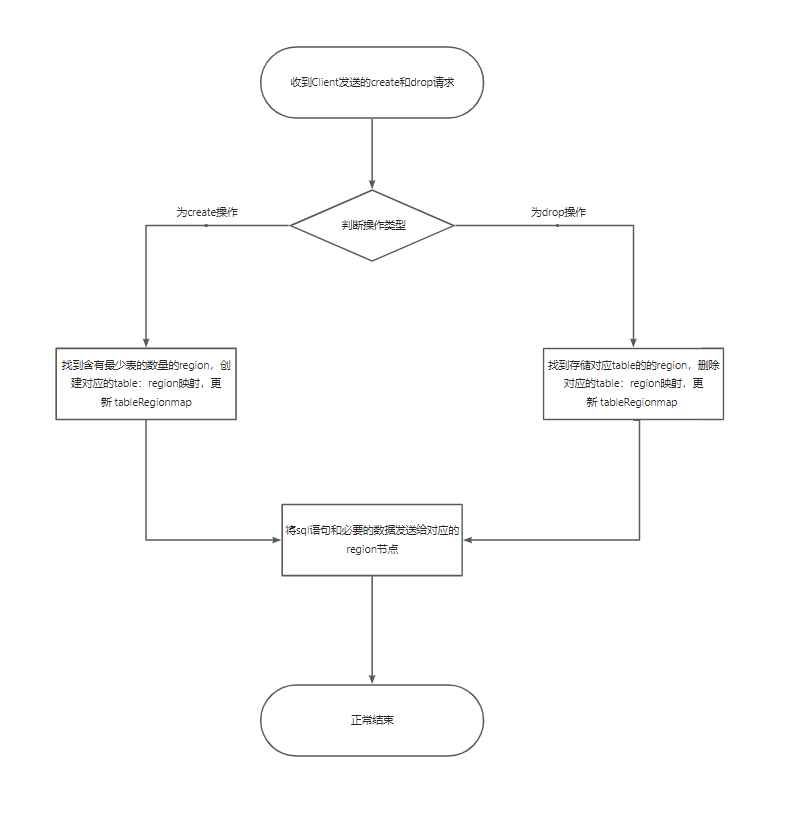 收到Client发送的create和drop请求
为create操作
判断操作类型
为drop操作
找到含有最少表的数量的region，创
建对应的table：region映射，更
新 tableRegionmap
找到存储对应table的的region，删除
对应的table：region映射，更
新 tableRegionmap
将sql语句和必要的数据发送给对应的
region节点
正常结束